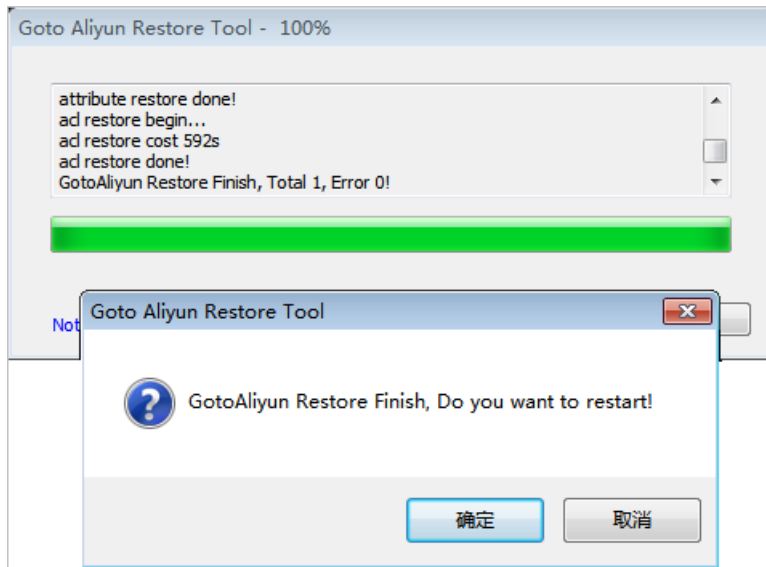 Goto Aliyun Restore Tool - 100%
attribute restore done!
acl restore begin...
acl restore cost 592s
acl restore done!
GotoAliyun Restore Finish, Total 1, Error 0!
Not
Goto Aliyun Restore Tool
GotoAliyun Restore Finish, Do you want to restart!
确定
取消